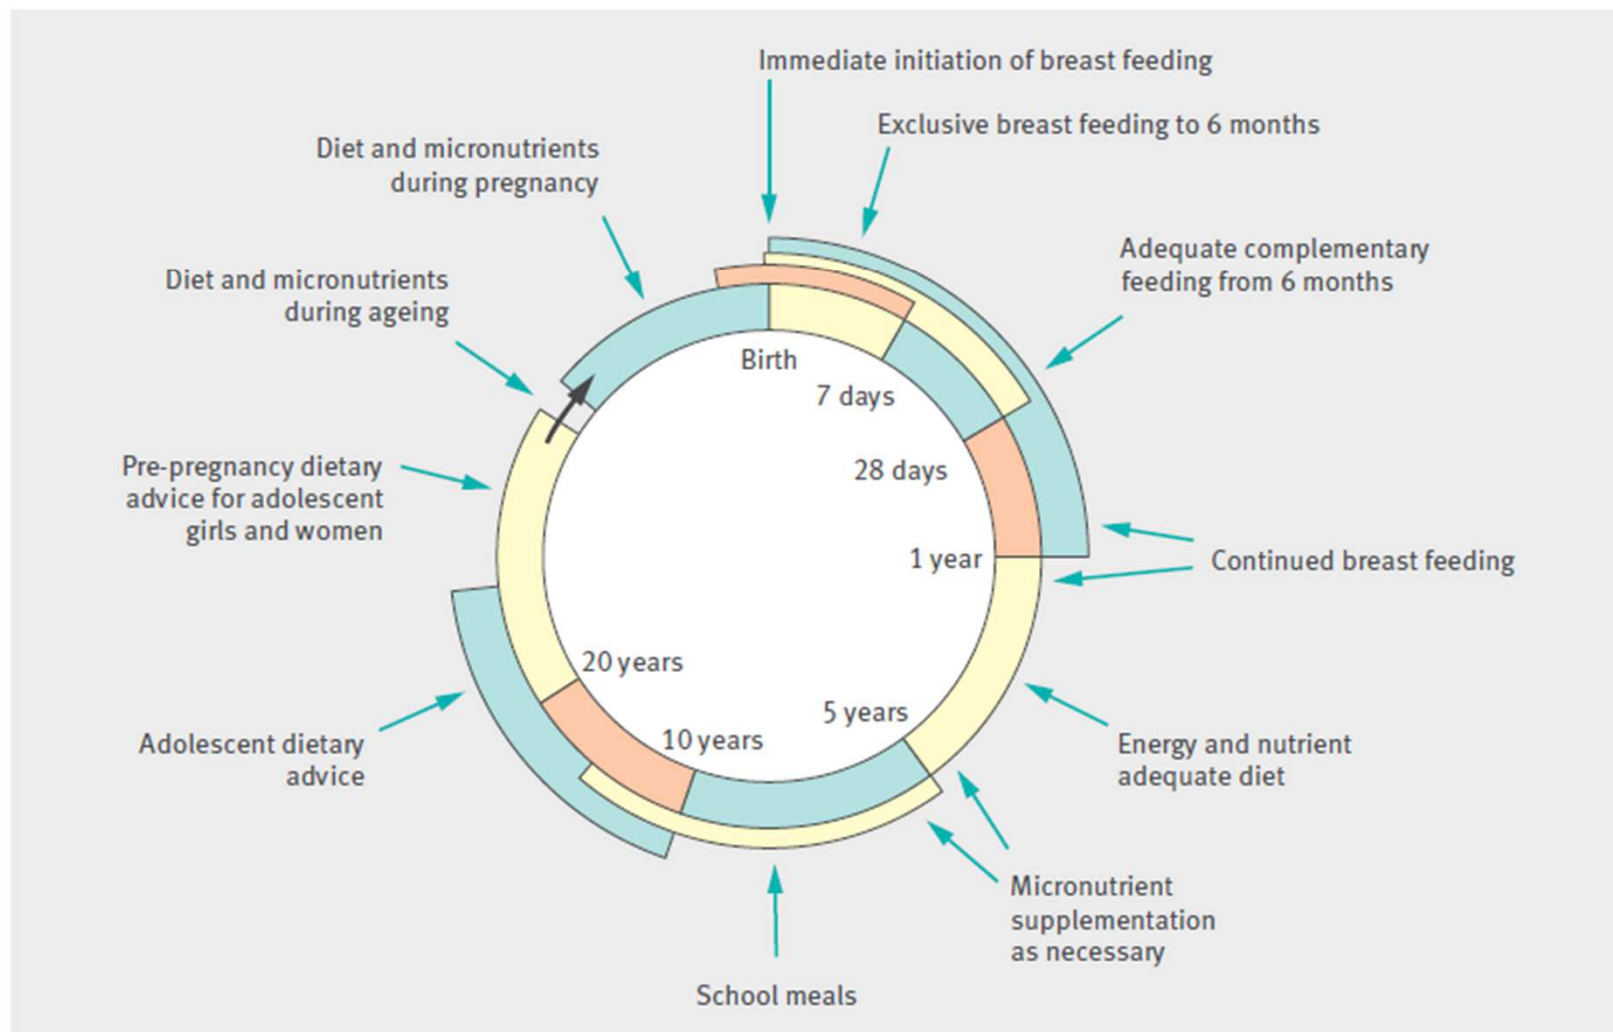 Immediate initiation of breast feeding
Exclusive breast feeding to 6 months
Diet and micronutrients
during pregnancy
Adequate complementary
feeding from 6 months
Diet and micronutrients
during ageing
Birth
7 days
Pre-pregnancy dietary
advice for adolescent
girls and women
28 days
1 year
Continued breast feeding
20 years
5 years
10 years
Adolescent dietary
advice
Energy and nutrient
adequate diet
Micronutrient
supplementation
as necessary
School meals